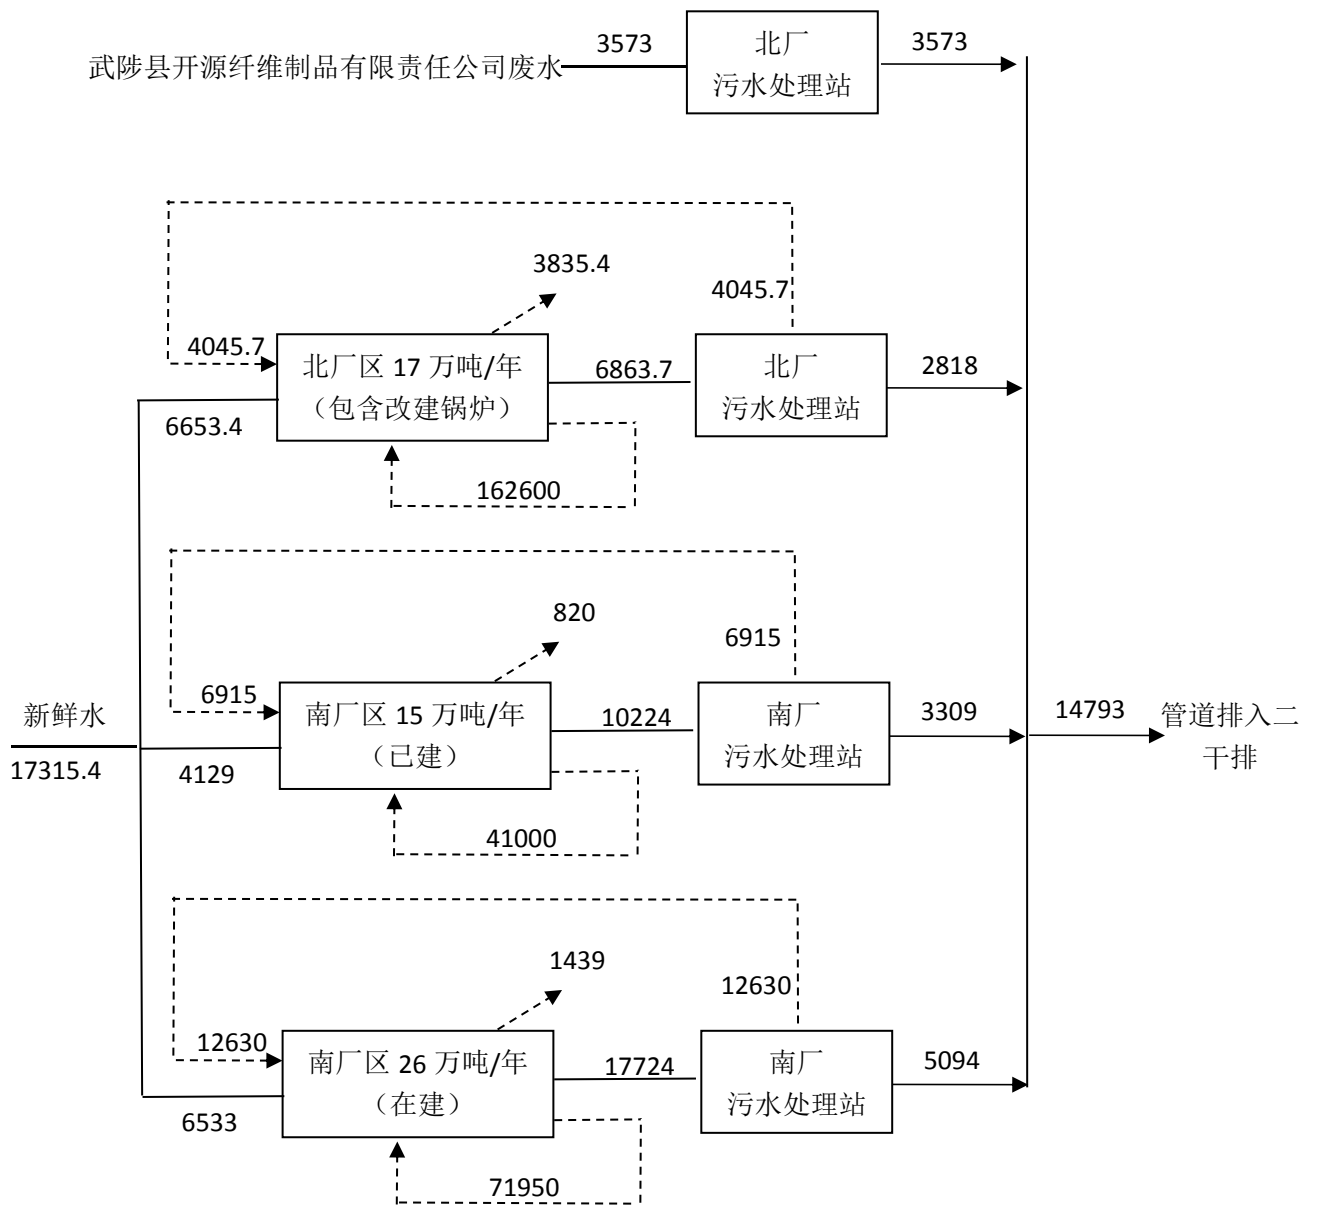 武陟县开源纤维制品有限责任公司废水
3573
北厂
污水处理站
3573
3835.4
4045.7
4045.7
北厂区 17 万吨/年
（包含改建锅炉）
6863.7
北厂
污水处理站
2818
6653.4
162600
820
6915
6915
南厂区 15 万吨/年
（已建）
10224
南厂
污水处理站
3309
新鲜水
17315.4
4129
14793
管道排入二
干排
41000
1439
12630
12630
南厂区 26 万吨/年
（在建）
17724
南厂
污水处理站
5094
6533
71950